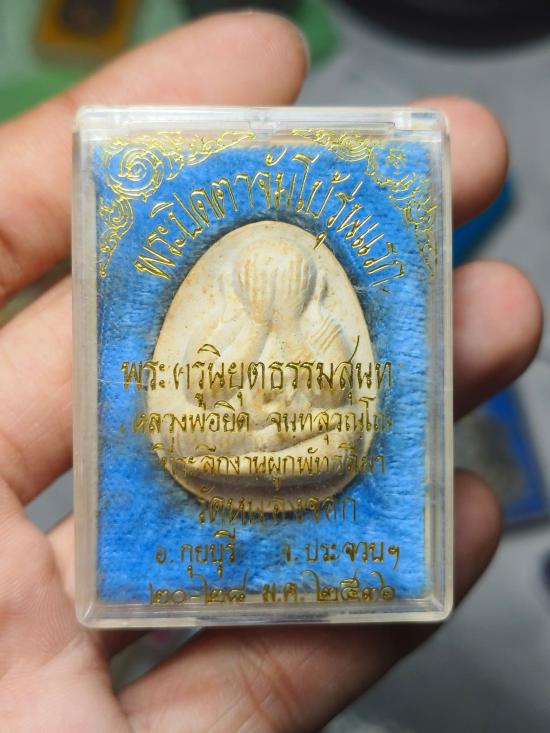 พระปิดตาจัมโบ้รุ่นแรก
พระครูนิยุตธรรมสุนท
หลวงพ่อยิด จนฺทสุวณฺโณ
ที่ระลึกงานผูกพัทธสีมา
วัดหนองจอก
อ.กุยบุรี จ.ประจวบฯ
๒๐-๒๘ ม.ค. ๒๕๓๖